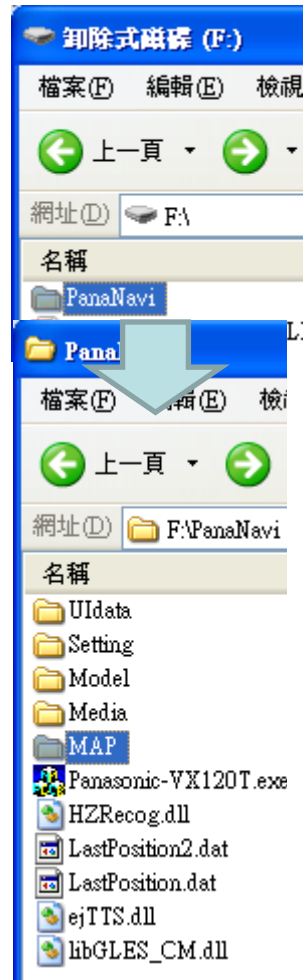 卸除式磁碟 (F:)
檔案(F) 編輯(E) 檢視
上一頁
網址(D) F:\
名稱
PanaNavi
檔案(F) 編輯(E)
上一頁
網址(D) F:\PanaNavi
名稱
UIdata
Setting
Model
Media
MAP
Panasonic-VX120T.exe
HZRecog.dll
LastPosition2.dat
LastPosition.dat
ejTTS.dll
libGLES_CM.dll